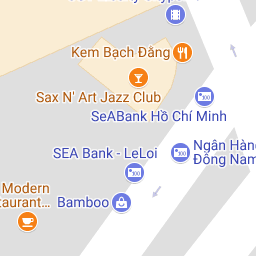 Kem Bạch Đằng
Sax N' Art Jazz Club
SeABank Hồ Chí Minh
Ngân Hàng
Đông Nam
SEA Bank - LeLoi
Bamboo
Modern
staurant…